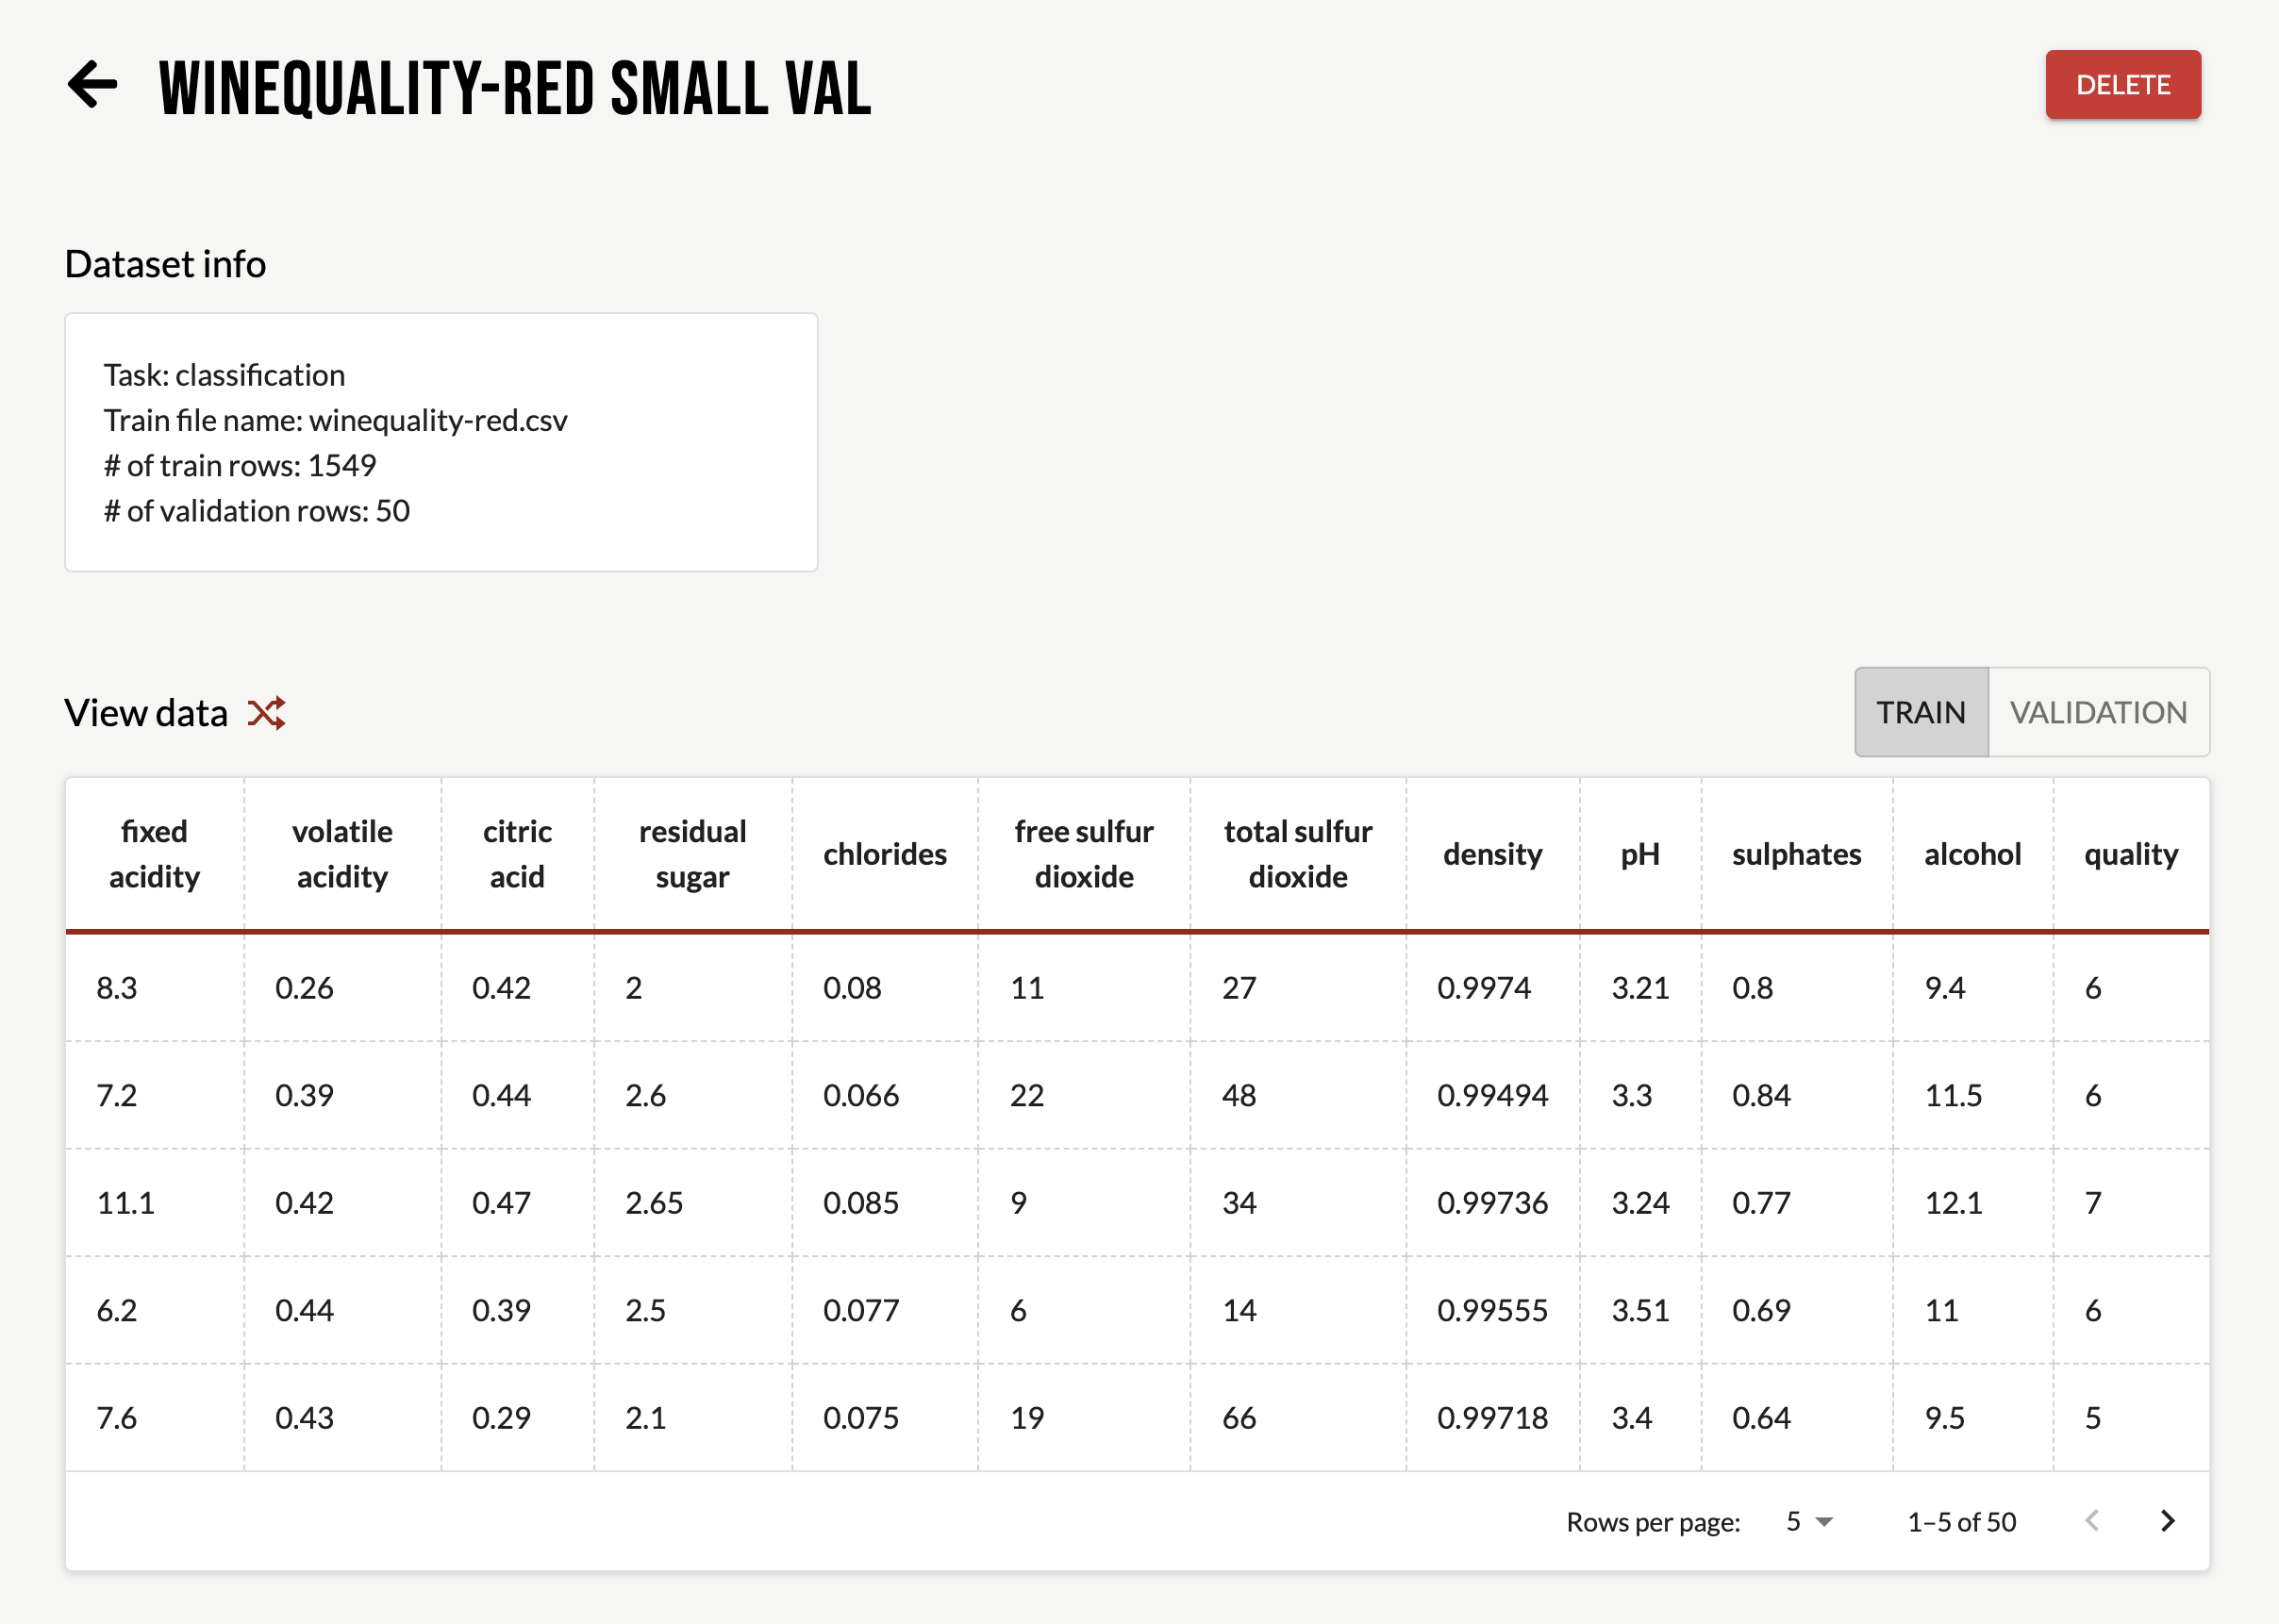 WINEQUALITY-RED SMALL VAL
DELETE
Dataset info
Task: classification
Train file name: winequality-red.csv
# of train rows: 1549
# of validation rows: 50
View data
TRAIN VALIDATION
fixed acidity volatile acidity citric acid residual sugar chlorides free sulfur dioxide total sulfur dioxide density pH sulphates alcohol quality
8.3 0.26 0.42 2 0.08 11 27 0.9974 3.21 0.8 9.4 6
7.2 0.39 0.44 2.6 0.066 22 48 0.99494 3.3 0.84 11.5 6
11.1 0.42 0.47 2.65 0.085 9 34 0.99736 3.24 0.77 12.1 7
6.2 0.44 0.39 2.5 0.077 6 14 0.99555 3.51 0.69 11 6
7.6 0.43 0.29 2.1 0.075 19 66 0.99718 3.4 0.64 9.5 5
Rows per page: 5 1–5 of 50